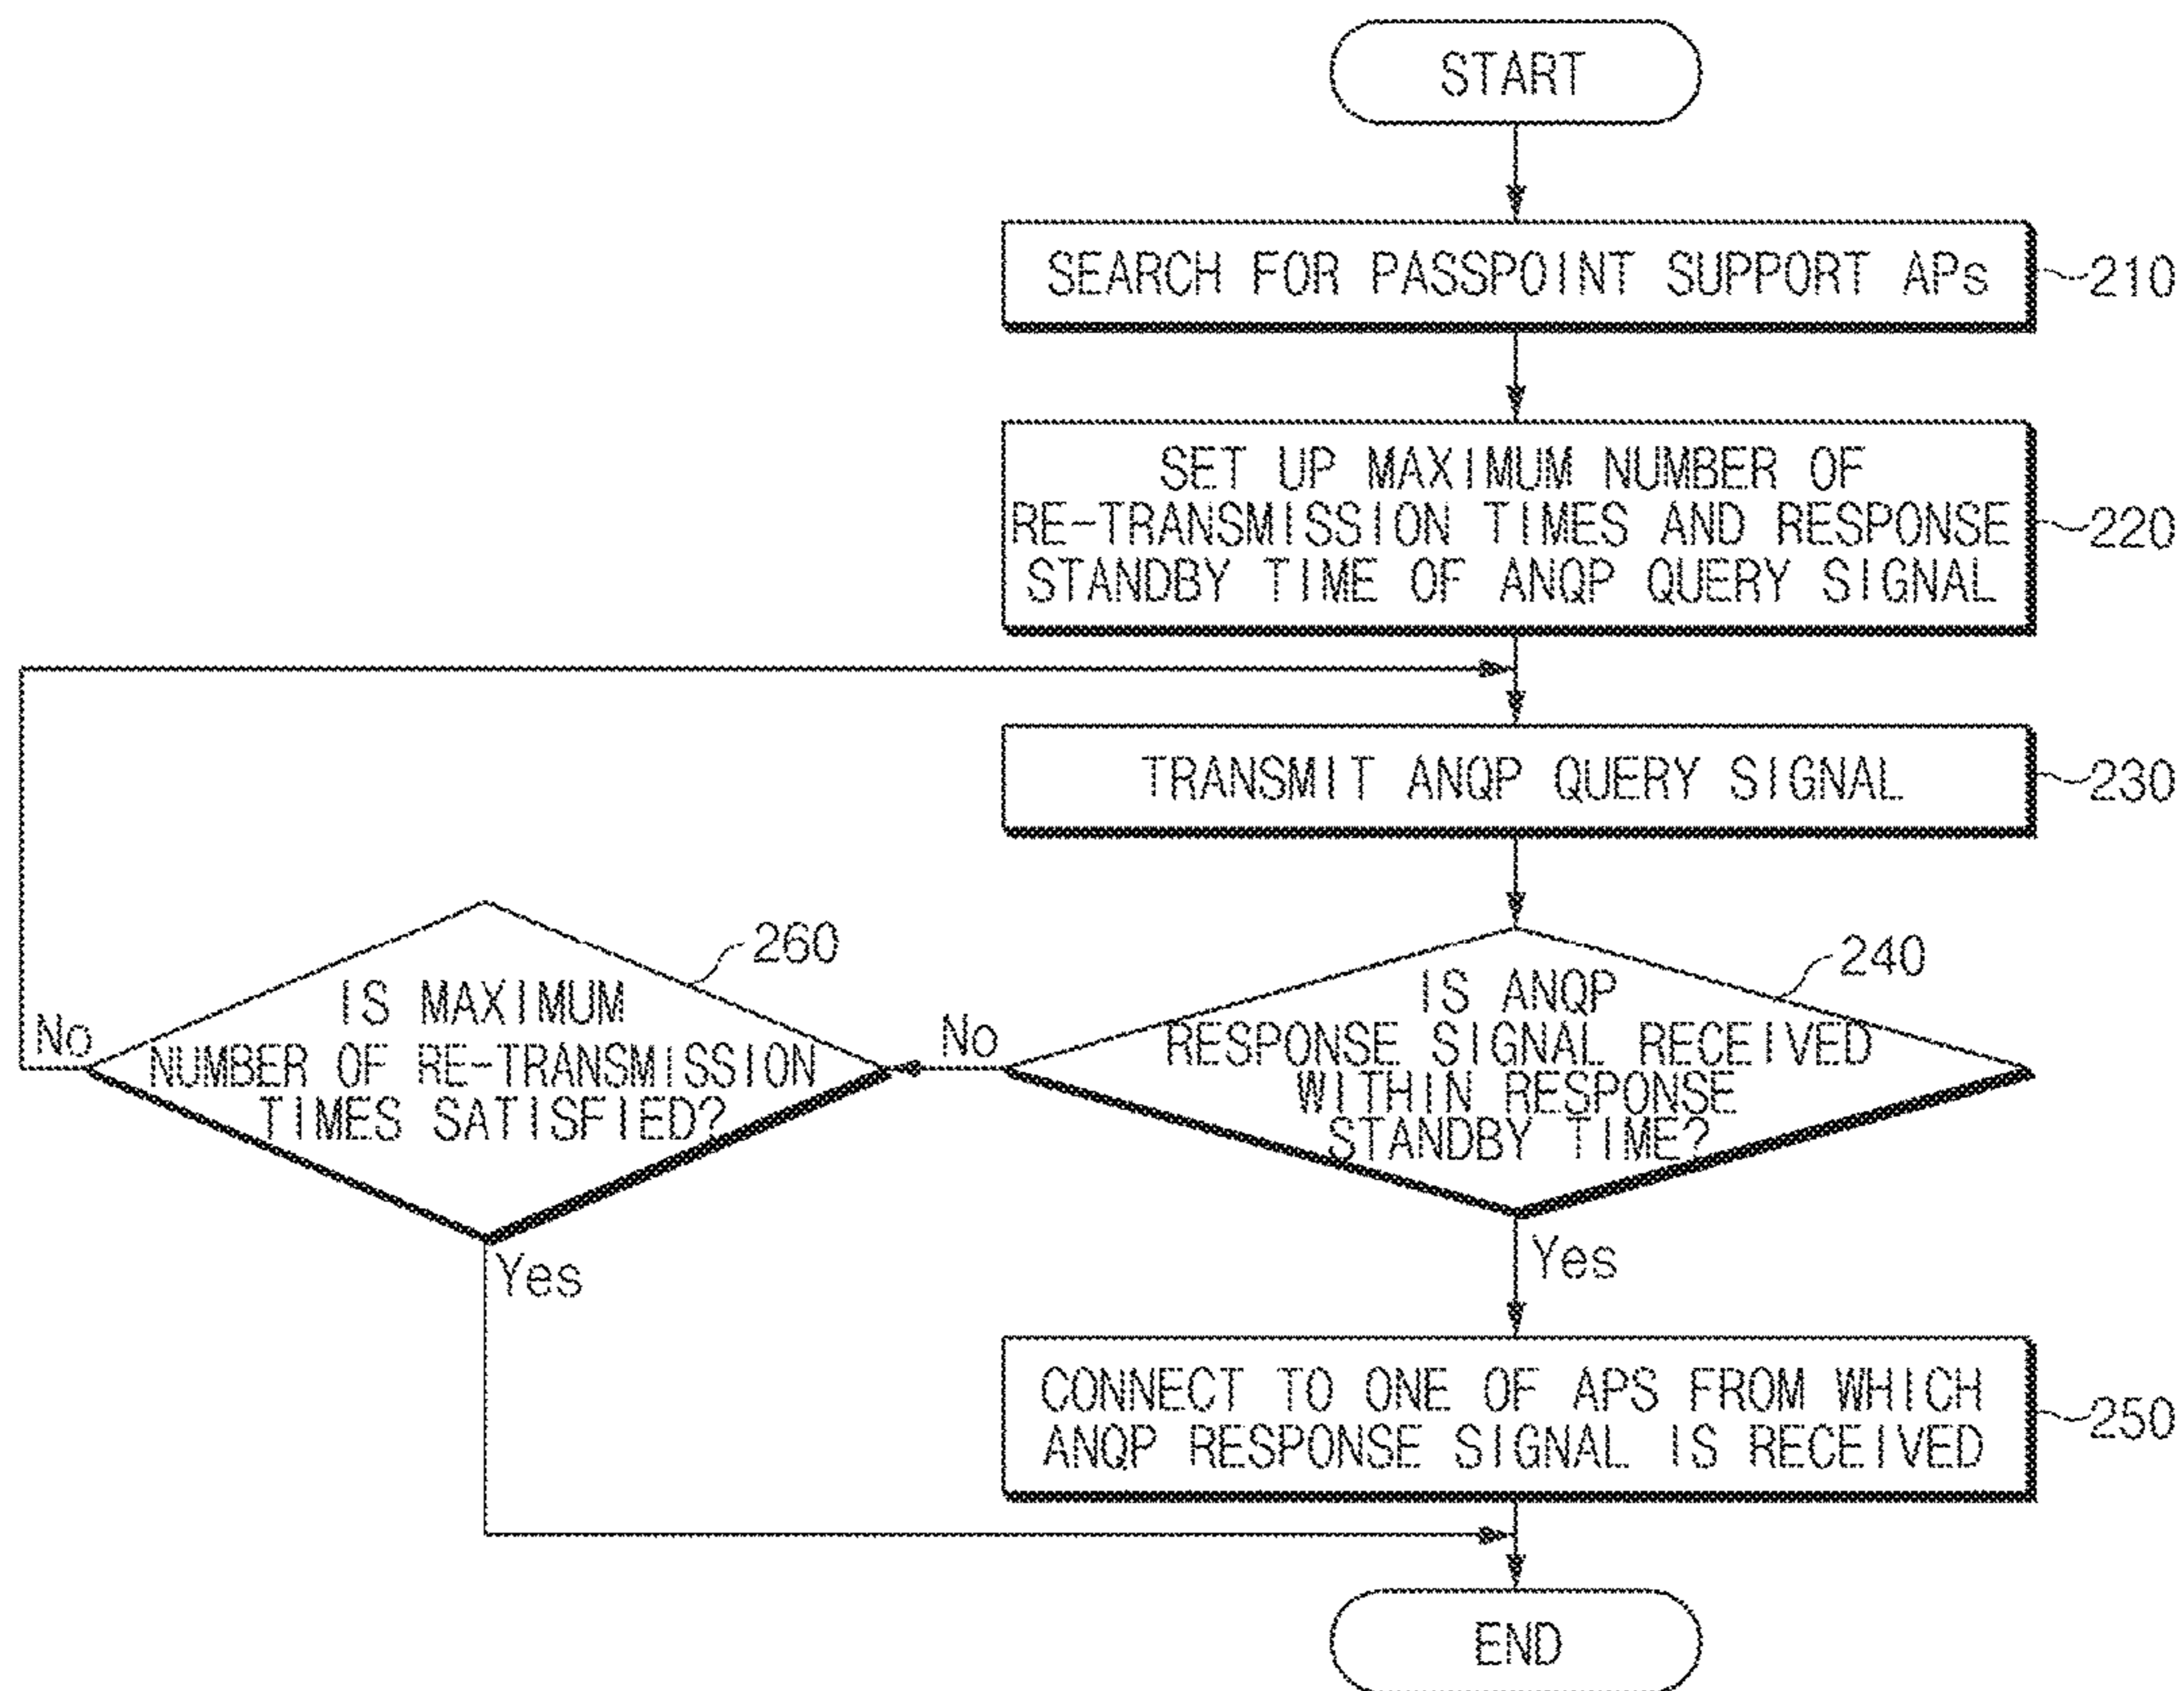 START
SEARCH FOR PASSPOINT SUPPORT APs
210
SET UP MAXIMUM NUMBER OF
RE-TRANSMISSION TIMES AND RESPONSE
STANDBY TIME OF ANQP QUERY SIGNAL
220
TRANSMIT ANQP QUERY SIGNAL
230
IS ANQP
RESPONSE SIGNAL RECEIVED
WITHIN RESPONSE
STANDBY TIME?
240
No
Yes
IS MAXIMUM
NUMBER OF RE-TRANSMISSION
TIMES SATISFIED?
260
No
Yes
CONNECT TO ONE OF APS FROM WHICH
ANQP RESPONSE SIGNAL IS RECEIVED
250
END